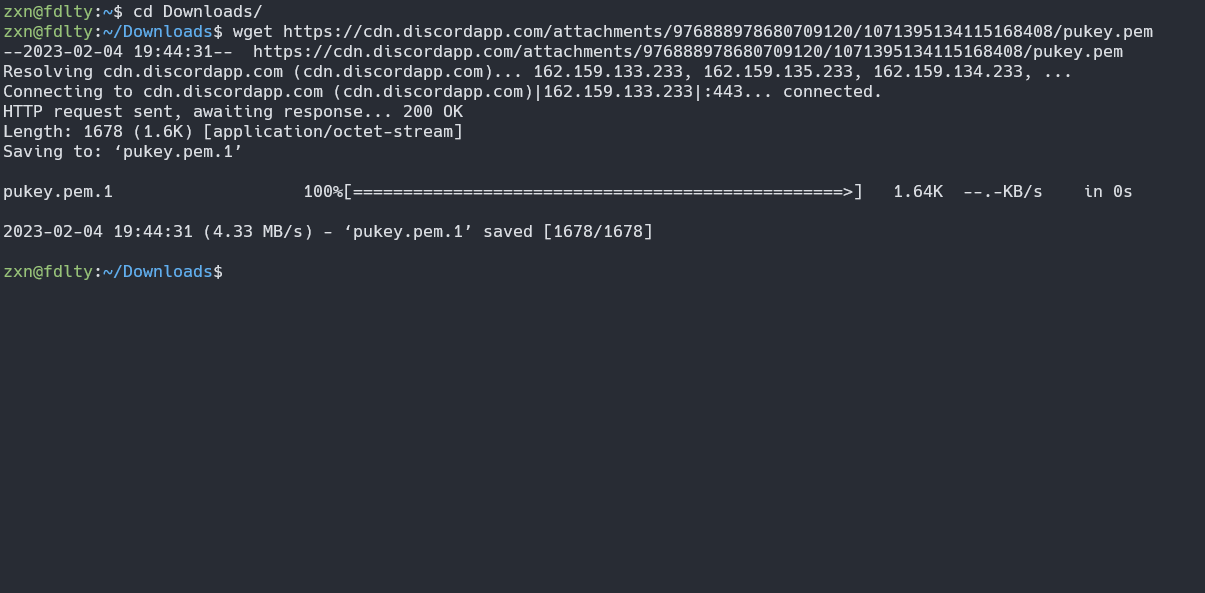 zxn@fdlty:~$ cd Downloads/
zxn@fdlty:~/Downloads$ wget https://cdn.discordapp.com/attachments/976888978680709120/1071395134115168408/pukey.pem
--2023-02-04 19:44:31--  https://cdn.discordapp.com/attachments/976888978680709120/1071395134115168408/pukey.pem
Resolving cdn.discordapp.com (cdn.discordapp.com)... 162.159.133.233, 162.159.135.233, 162.159.134.233, ...
Connecting to cdn.discordapp.com (cdn.discordapp.com)|162.159.133.233|:443... connected.
HTTP request sent, awaiting response... 200 OK
Length: 1678 (1.6K) [application/octet-stream]
Saving to: ‘pukey.pem.1’
pukey.pem.1                   100%[=================================================>]   1.64K  --.-KB/s    in 0s
2023-02-04 19:44:31 (4.33 MB/s) - ‘pukey.pem.1’ saved [1678/1678]
zxn@fdlty:~/Downloads$